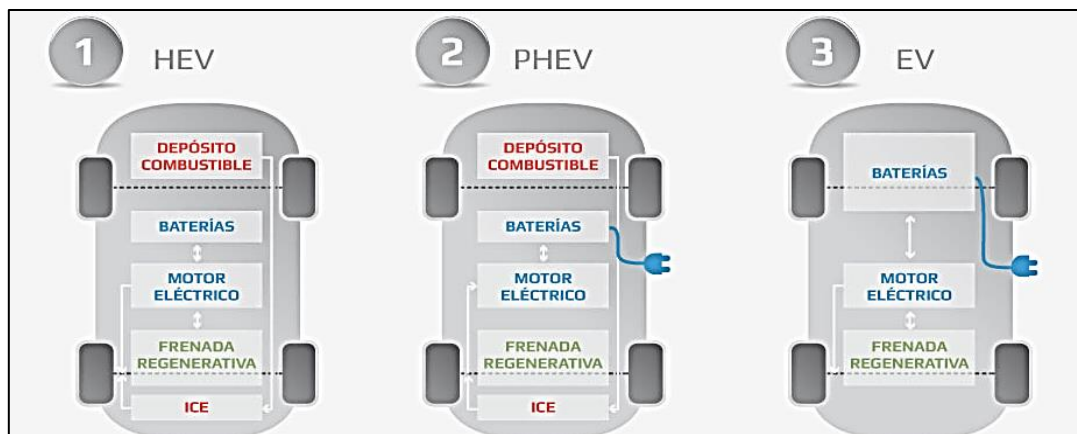 1 HEV
DEPÓSITO
COMBUSTIBLE
BATERÍAS
MOTOR
ELÉCTRICO
FRENADA
REGENERATIVA
ICE
2 PHEV
DEPÓSITO
COMBUSTIBLE
BATERÍAS
MOTOR
ELÉCTRICO
FRENADA
REGENERATIVA
ICE
3 EV
BATERÍAS
MOTOR
ELÉCTRICO
FRENADA
REGENERATIVA